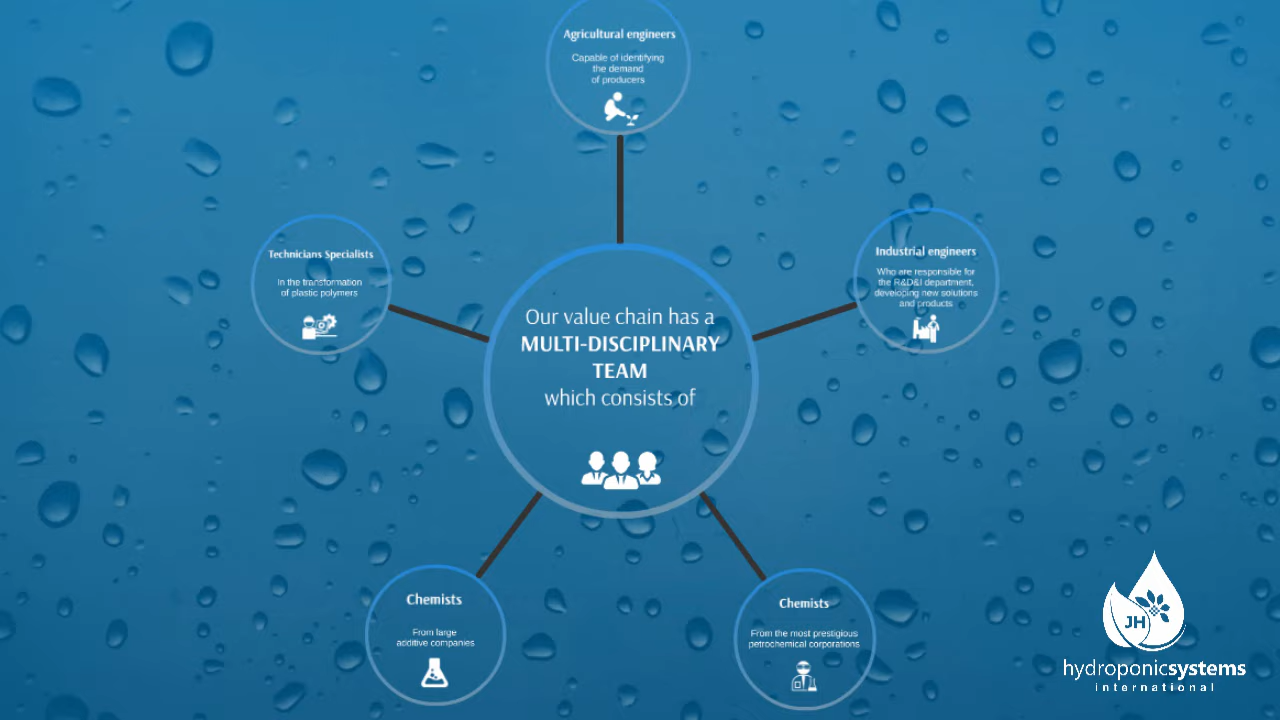 Agricultural engineers
Capable of identifying
the demand
of producers
Technicians Specialists
In the transformation
of plastic polymers
Industrial engineers
Who are responsible for
the R&D&I department,
developing new solutions
and products
Our value chain has a
MULTI-DISCIPLINARY
TEAM
which consists of
Chemists
From large
additive companies
Chemists
From the most prestigious
petrochemical corporations
JH
hydroponicsystems
international